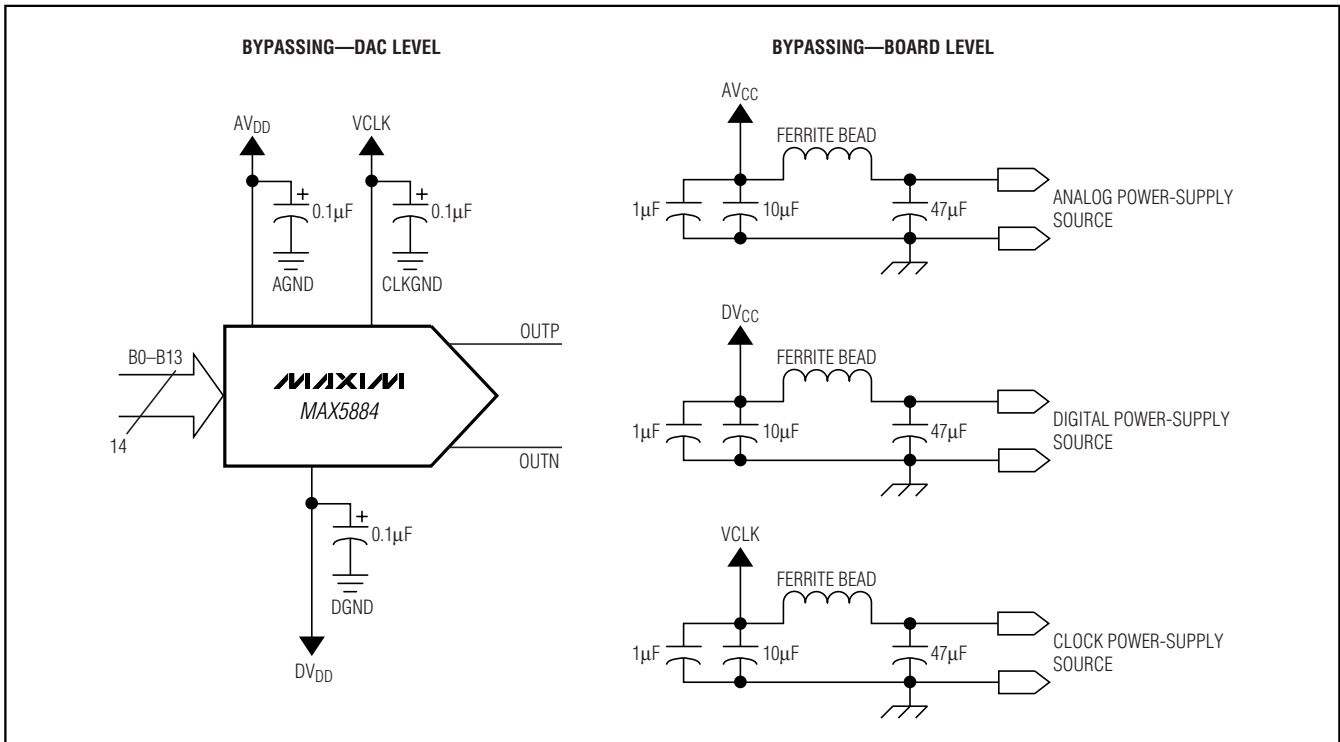 BYPASSING—DAC LEVEL
AVDD
VCLK
+
0.1µF
+
0.1µF
AGND
CLKGND
B0–B13
14
MAXIM
MAX5884
OUTP
OUTN
+
0.1µF
DGND
DVDD
BYPASSING—BOARD LEVEL
AVCC
FERRITE BEAD
1µF
10µF
47µF
ANALOG POWER-SUPPLY
SOURCE
DVCC
FERRITE BEAD
1µF
10µF
47µF
DIGITAL POWER-SUPPLY
SOURCE
VCLK
FERRITE BEAD
1µF
10µF
47µF
CLOCK POWER-SUPPLY
SOURCE